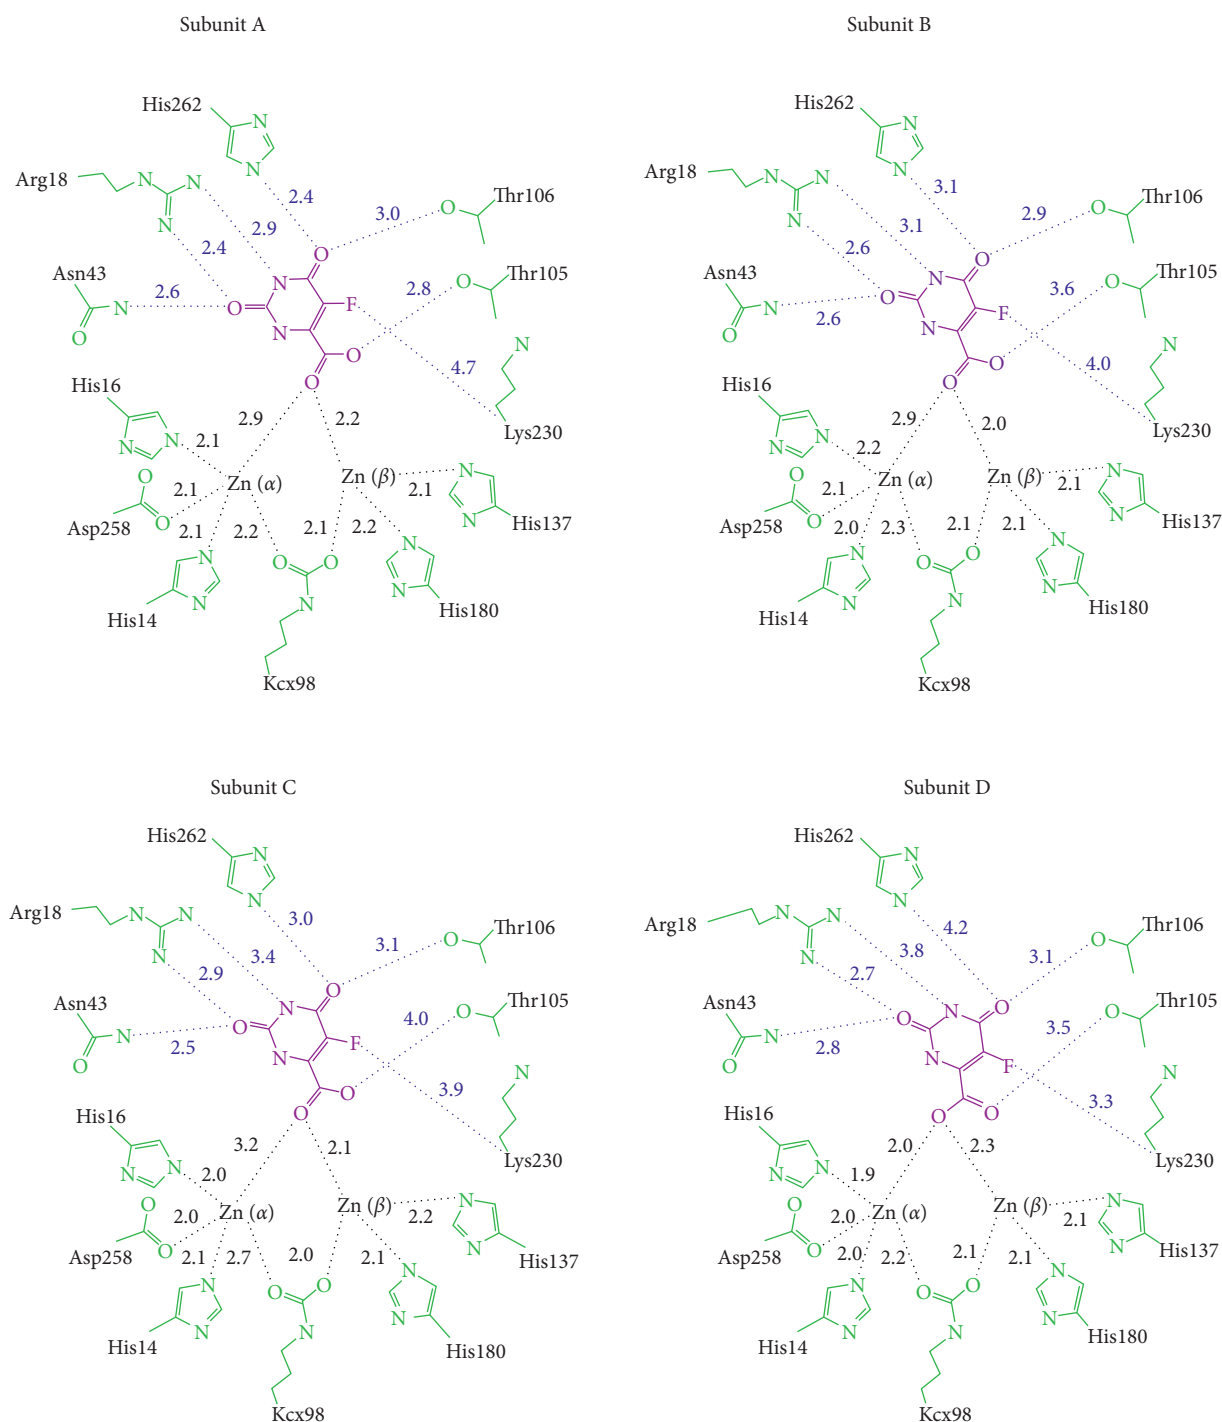 Subunit A
His262
Arg18
N
N
N
N
N
2.4
3.0
O
Thr106
2.9
2.4
O
N
Asn43
2.6
O
N
F
2.8
O
Thr105
N
O
O
O
N
4.7
His16
2.9
2.2
Lys230
N
N
2.1
O
Zn (α)
Zn (β)
N
2.1
2.1
Asp258
O
2.1
2.2
2.1
2.2
N
His137
N
O
O
N
N
N
N
His14
His180
Kcx98
Subunit B
His262
Arg18
N
N
N
N
N
3.1
2.9
O
Thr106
3.1
2.6
O
N
Asn43
2.6
O
N
F
3.6
O
Thr105
N
O
O
O
N
4.0
His16
2.9
2.0
Lys230
N
N
2.2
O
Zn (α)
Zn (β)
N
2.1
2.1
Asp258
O
2.0
2.3
2.1
2.1
N
His137
N
O
O
N
N
N
N
His14
His180
Kcx98
Subunit C
His262
Arg18
N
N
N
N
N
3.0
3.1
O
Thr106
3.4
2.9
O
N
Asn43
2.5
O
N
F
4.0
O
Thr105
N
O
O
O
N
3.9
His16
3.2
2.1
Lys230
N
N
2.0
O
Zn (α)
Zn (β)
N
2.0
2.2
Asp258
O
2.1
2.7
2.0
2.1
N
His137
N
O
O
N
N
N
N
His14
His180
Kcx98
Subunit D
His262
Arg18
N
N
N
N
N
4.2
3.1
O
Thr106
3.8
2.7
O
N
Asn43
2.8
O
N
F
3.5
O
Thr105
N
O
O
O
N
3.3
His16
2.0
2.3
Lys230
N
N
1.9
O
Zn (α)
Zn (β)
N
2.0
2.1
Asp258
O
2.0
2.2
2.1
2.1
N
His137
N
O
O
N
N
N
N
His14
His180
Kcx98